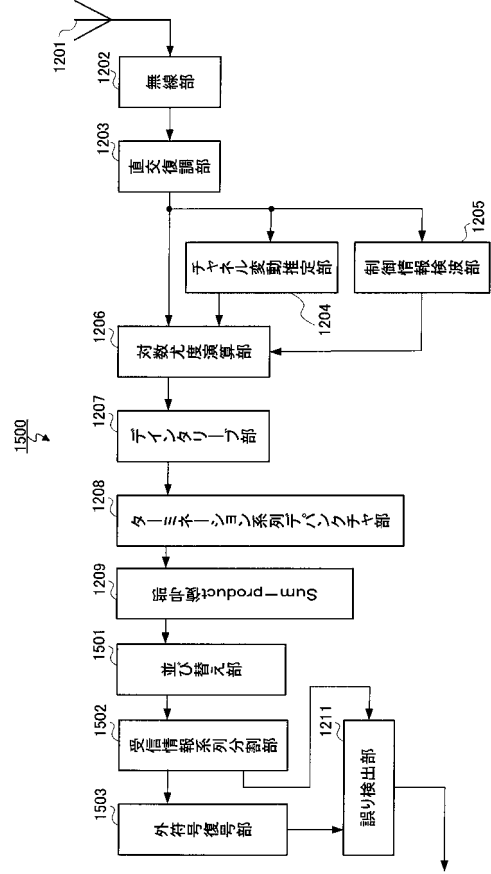 1500
1201
1202
無線部
1203
直交復調部
1204
チャネル変動推定部
1205
制御情報検波部
1206
対数尤度演算部
1207
デインタリーブ部
1208
ターミネーション系列デパンクチャ部
1209
Sum-product復号部
1501
並び替え部
1502
受信情報系列分割部
1503
外符号復号部
1211
誤り検出部